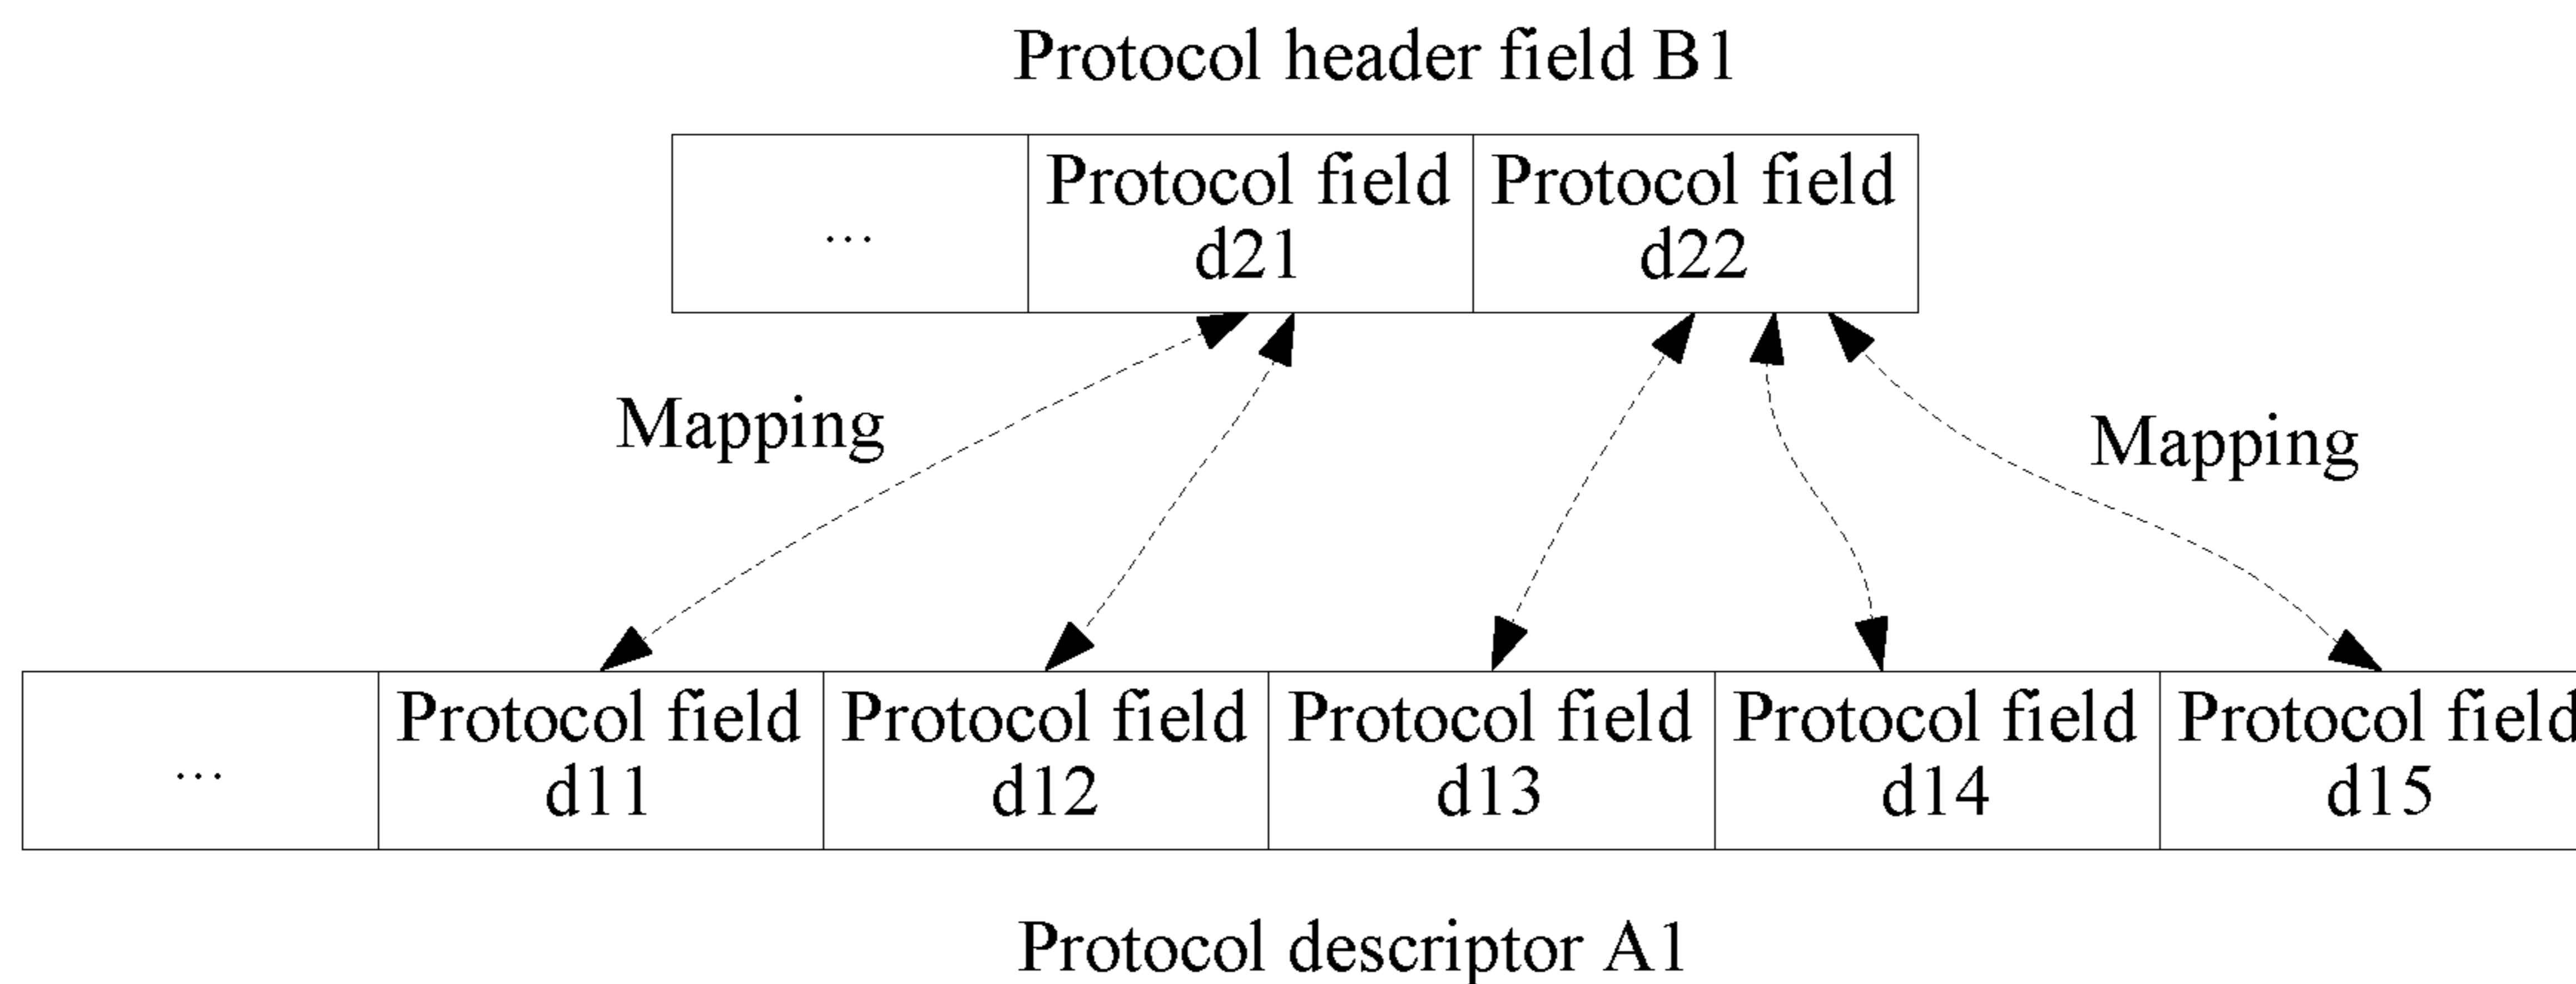 Protocol header field B1
...
Protocol field
d21
Protocol field
d22
Mapping
Mapping
...
Protocol field
d11
Protocol field
d12
Protocol field
d13
Protocol field
d14
Protocol field
d15
Protocol descriptor A1